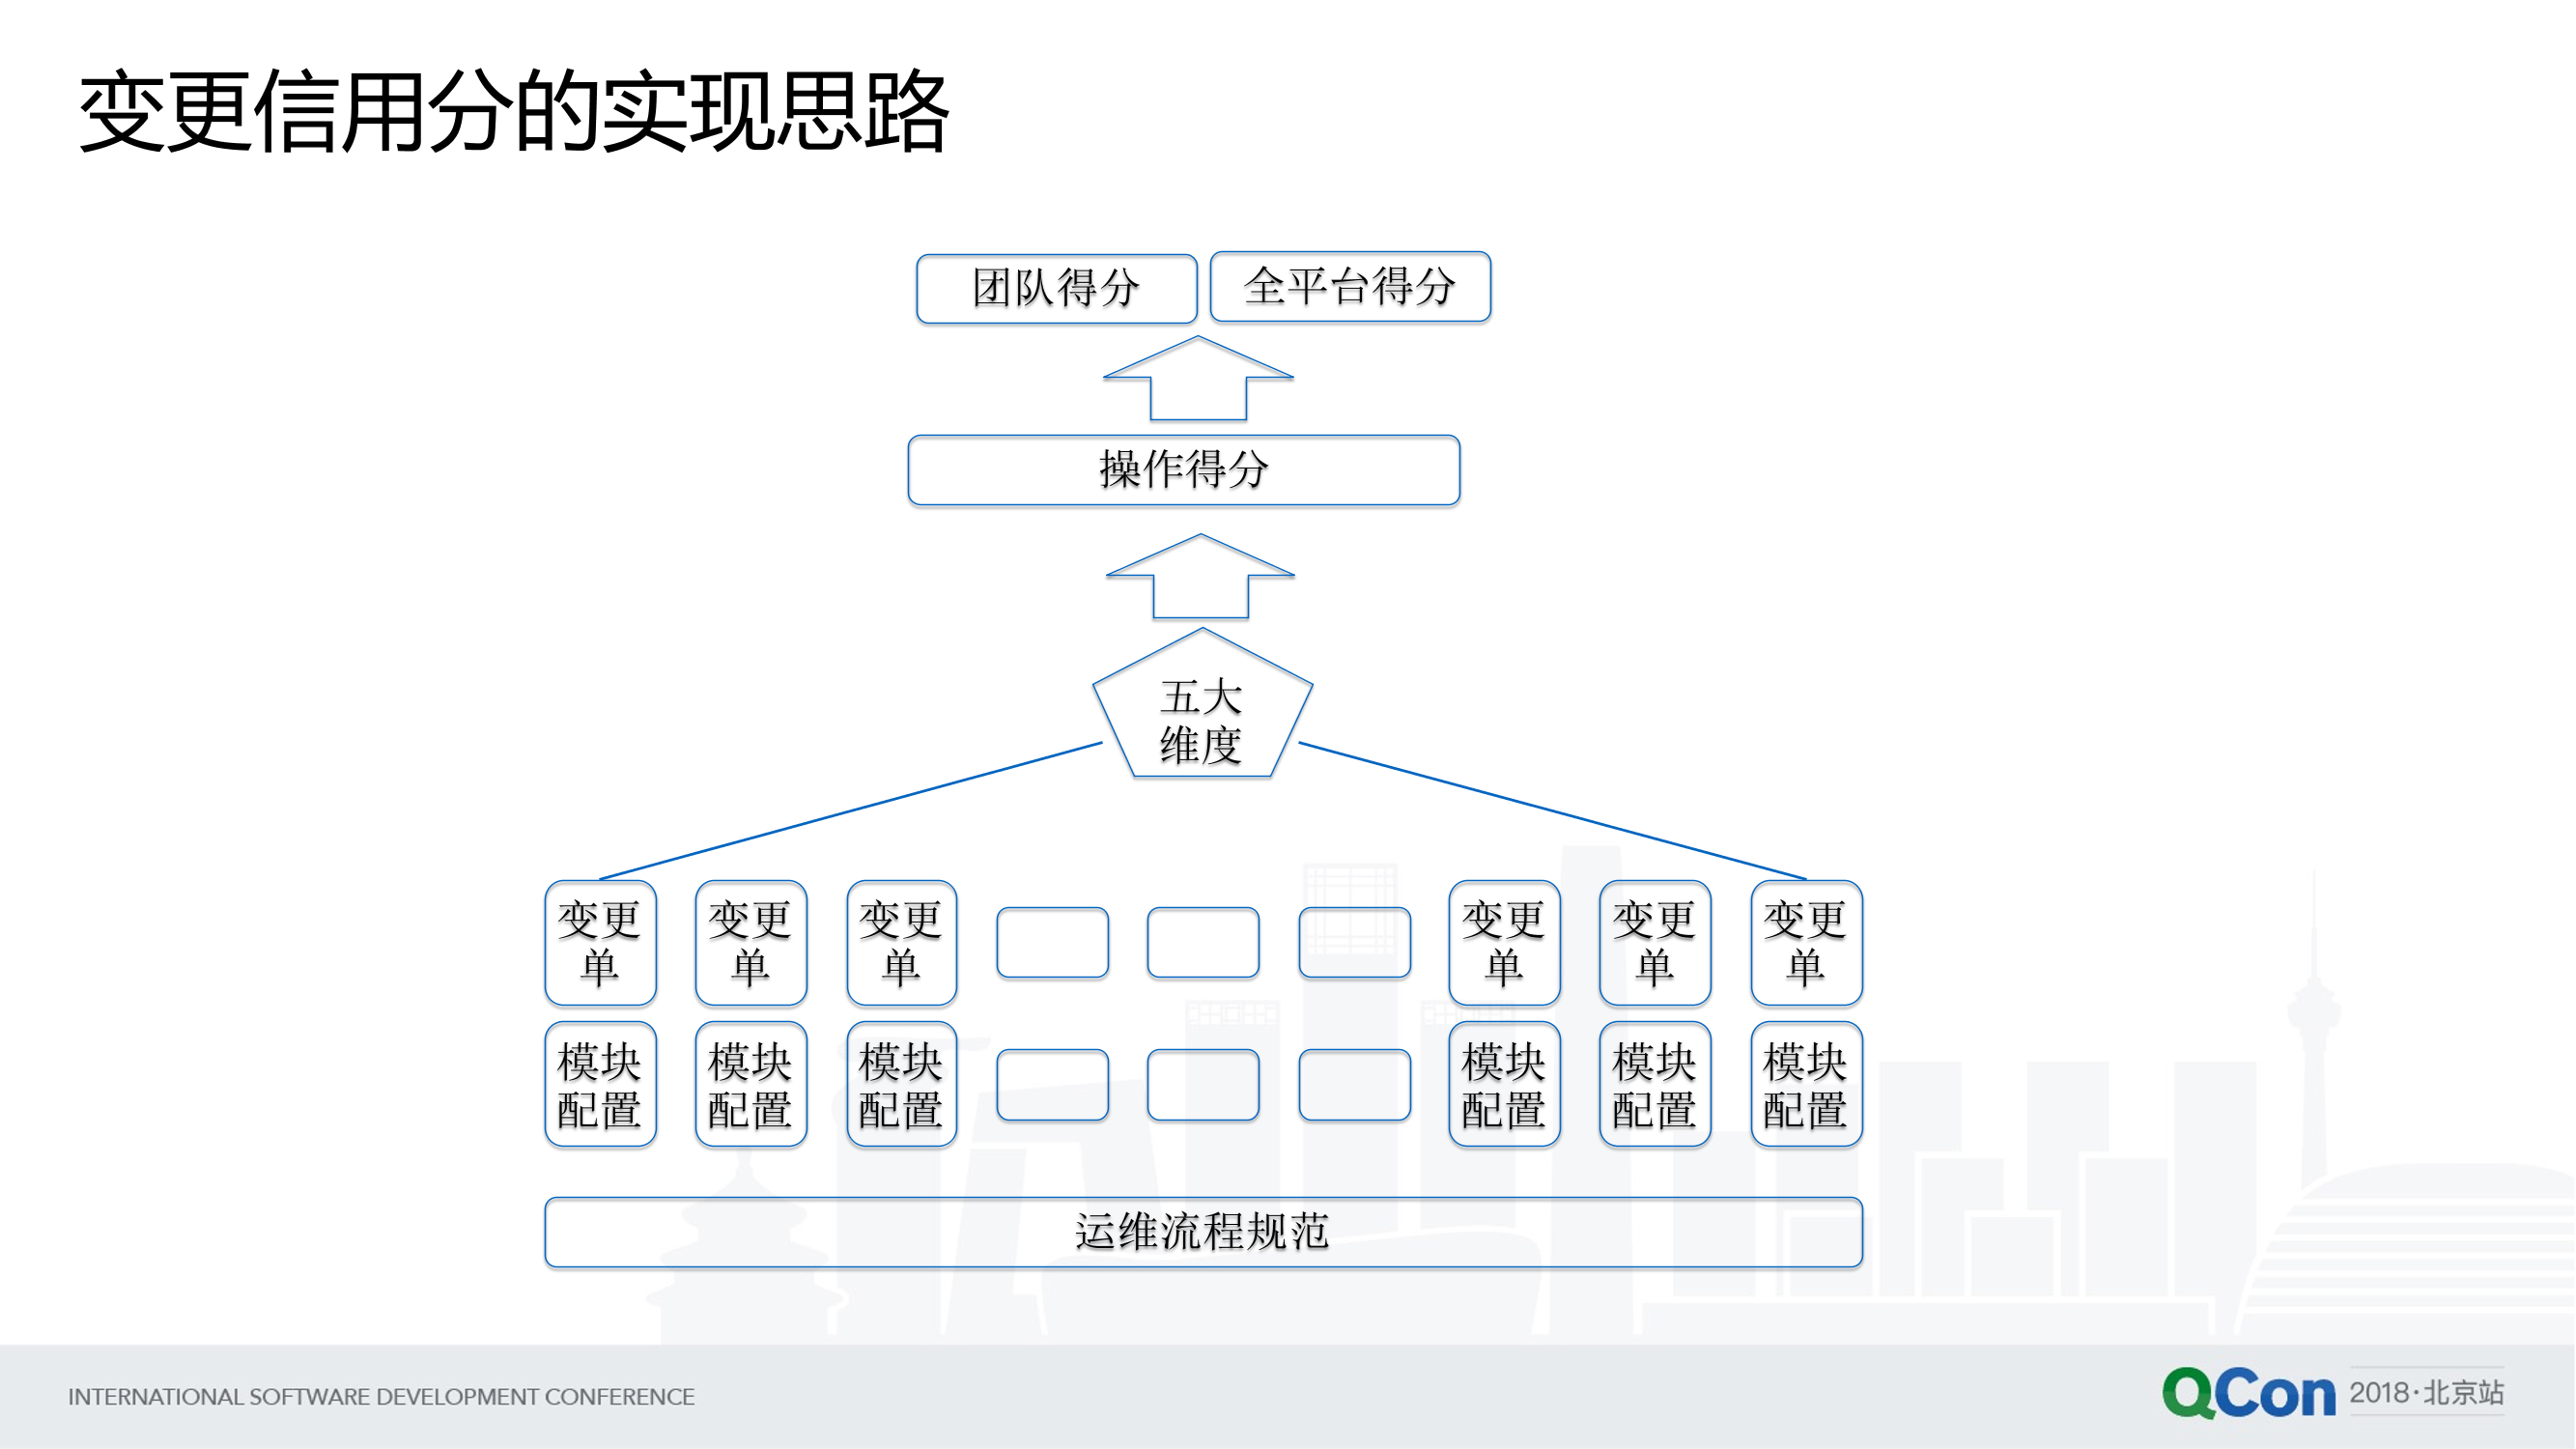 变更信用分的实现思路
团队得分
全平台得分
操作得分
五大
维度
变更
单
变更
单
变更
单
变更
单
变更
单
变更
单
模块
配置
模块
配置
模块
配置
模块
配置
模块
配置
模块
配置
运维流程规范
INTERNATIONAL SOFTWARE DEVELOPMENT CONFERENCE
QCon 2018·北京站